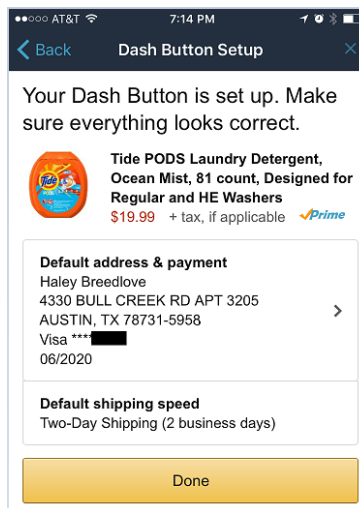 AT&T 7:14 PM
Back Dash Button Setup ×
Your Dash Button is set up. Make
sure everything looks correct.
Tide
Tide PODS Laundry Detergent,
Ocean Mist, 81 count, Designed for
Regular and HE Washers
$19.99 + tax, if applicable Prime
Default address & payment
Haley Breedlove
4330 BULL CREEK RD APT 3205
AUSTIN, TX 78731-5958
Visa ****
06/2020
Default shipping speed
Two-Day Shipping (2 business days)
Done